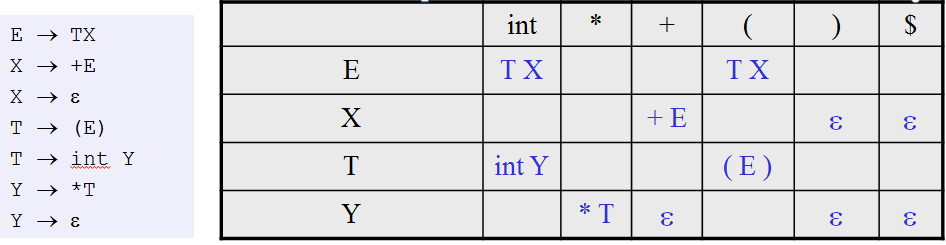 E → TX
X → +E
X → ε
T → (E)
T → int Y
Y → *T
Y → ε
int * + ( ) $
E T X T X
X + E ε ε
T int Y ( E )
Y * T ε ε ε